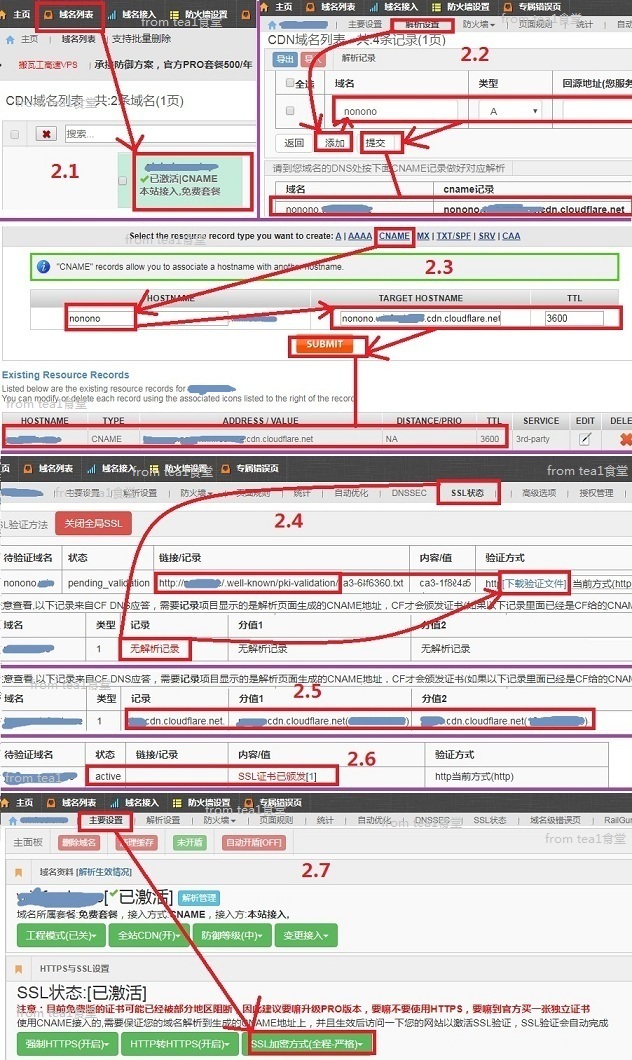 主页 域名列表 域名接入 防火墙设置
主页 域名列表 支持批量删除
搬瓦工高速VPS 承接防御方案，官方PRO套餐500/年
CDN域名列表 共:2条域名(1页)
搜索...
2.1
已激活|CNAME
本站接入,免费套餐
主页 域名列表 域名接入 防火墙设置 专属错误页
from tea1食堂
主要设置 解析设置 防火墙 页面规则 统计 自动
CDN域名列表 共:4条记录(1页)
2.2
导出 导入 解析记录
全选 域名 类型 回源地址(您服务
nonono A
返回 添加 提交
请到您域名的DNS处按下面CNAME记录做好对应解析
域名 cname记录
nonono. nonono. cdn.cloudflare.net
Select the resource record type you want to create: A | AAAA | CNAME | MX | TXT/SPF | SRV | CAA
"CNAME" records allow you to associate a hostname with another hostname.
2.3
HOSTNAME TARGET HOSTNAME TTL
nonono nonono. .cdn.cloudflare.net 3600
SUBMIT
Existing Resource Records
Listed below are the existing resource records for
You can modify or delete each record using the associated icons listed to the right of the record.
from tea1食堂
HOSTNAME TYPE ADDRESS / VALUE DISTANCE/PRIO TTL SERVICE EDIT DELE
CNAME .cdn.cloudflare.net NA 3600 3rd-party
页 域名列表 域名接入 防火墙设置 专属错误页
from tea1食堂
主要设置 解析设置 防火墙 页面规则 统计 自动优化 DNSSEC SSL状态 高级选项 授权管理
SL验证方法 关闭全局SSL
2.4
待验证域名 状态 链接/记录 内容/值 验证方式
nonono. pending_validation http:// /.well-known/pki-validation/ a3-6lf6360.txt ca3-1f8z4a5 http[下载验证文件] 当前方式(http
意查看,以下记录来自CF DNS应答，需要记录项目显示的是解析页面生成的CNAME地址，CF才会颁发证书(如果以下记录里面已经是CF给的CNAM
域名 类型 记录 分值1 分值2
1 无解析记录 无解析记录 无解析记录
意查看,以下记录来自CF DNS应答，需要记录项目显示的是解析页面生成的CNAME地址，CF才会颁发证书(如果以下记录里面已经是CF给的CNAM
2.5
域名 类型 记录 分值1 分值2
1 cdn.cloudflare.net. cdn.cloudflare.net( ) cdn.cloudflare.net( ).
待验证域名 状态 链接/记录 内容/值 验证方式
2.6
active SSL证书已颁发[1] http当前方式(http)
from tea1
主页 域名列表 域名接入 防火墙设置 专属错误页
from tea1食堂
主要设置 解析设置 防火墙 页面规则 统计 自动优化 DNSSEC SSL状态 域名级错误页 RailGun
主面板 删除域名 清理缓存 未开盾 自动开盾[OFF]
from tea1食堂
域名资料 [解析生效情况]
2.7
[已激活] 解析管理
域名所属套餐:免费套餐，接入方式:CNAME，接入方:本站接入,
工程模式(已关) 全站CDN(开) 防御等级(中) 变更接入
HTTPS与SSL设置
SSL状态:[已激活]
注意：目前免费版的证书可能已经被部分地区阻断，因此建议要嘛升级PRO版本，要嘛不要使用HTTPS，要嘛到官方买一张独立证书
使用CNAME接入的,需要保证您的域名解析到生成的CNAME地址上，并且生效后访问一下您的网站以激活SSL验证，SSL验证会自动完成
强制HTTPS(开启) HTTP转HTTPS(开启) SSL加密方式(全程-严格)